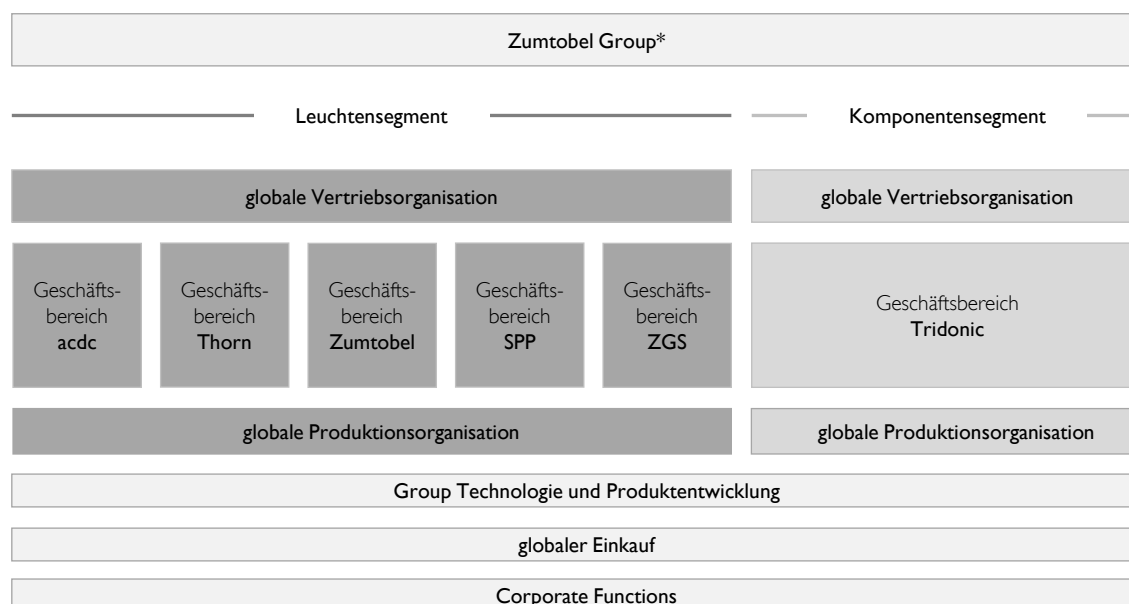 Zumtobel Group*
Leuchtensegment
Komponentensegment
globale Vertriebsorganisation
globale Vertriebsorganisation
Geschäfts-
bereich
acdc
Geschäfts-
bereich
Thorn
Geschäfts-
bereich
Zumtobel
Geschäfts-
bereich
SPP
Geschäfts-
bereich
ZGS
Geschäftsbereich
Tridonic
globale Produktionsorganisation
globale Produktionsorganisation
Group Technologie und Produktentwicklung
globaler Einkauf
Corporate Functions